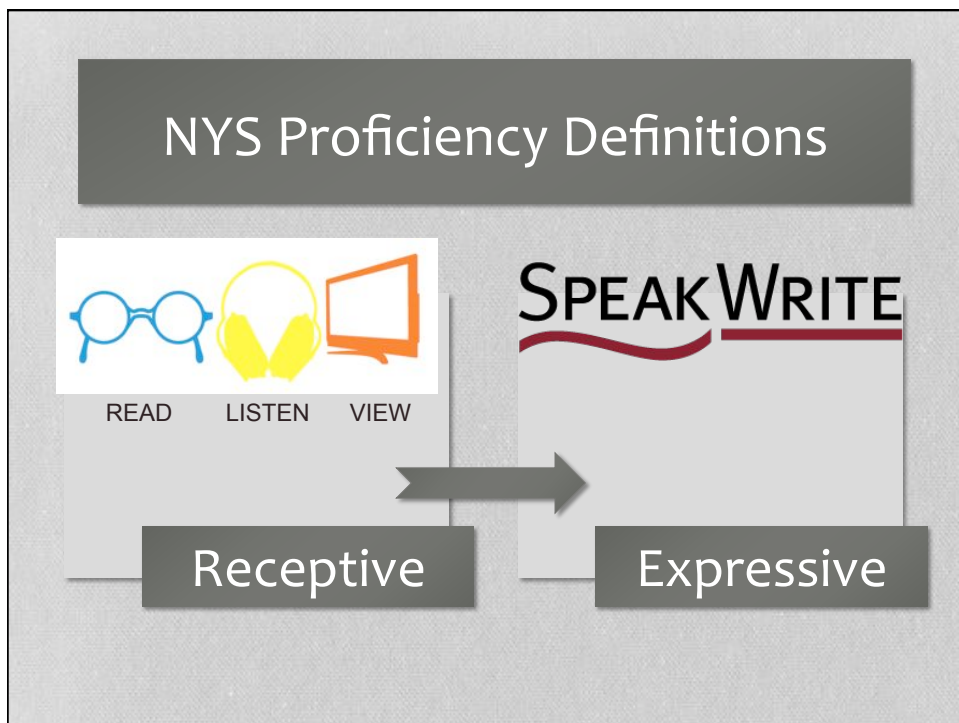 NYS Proficiency Definitions
READ LISTEN VIEW
Receptive
SPEAKWRITE
Expressive